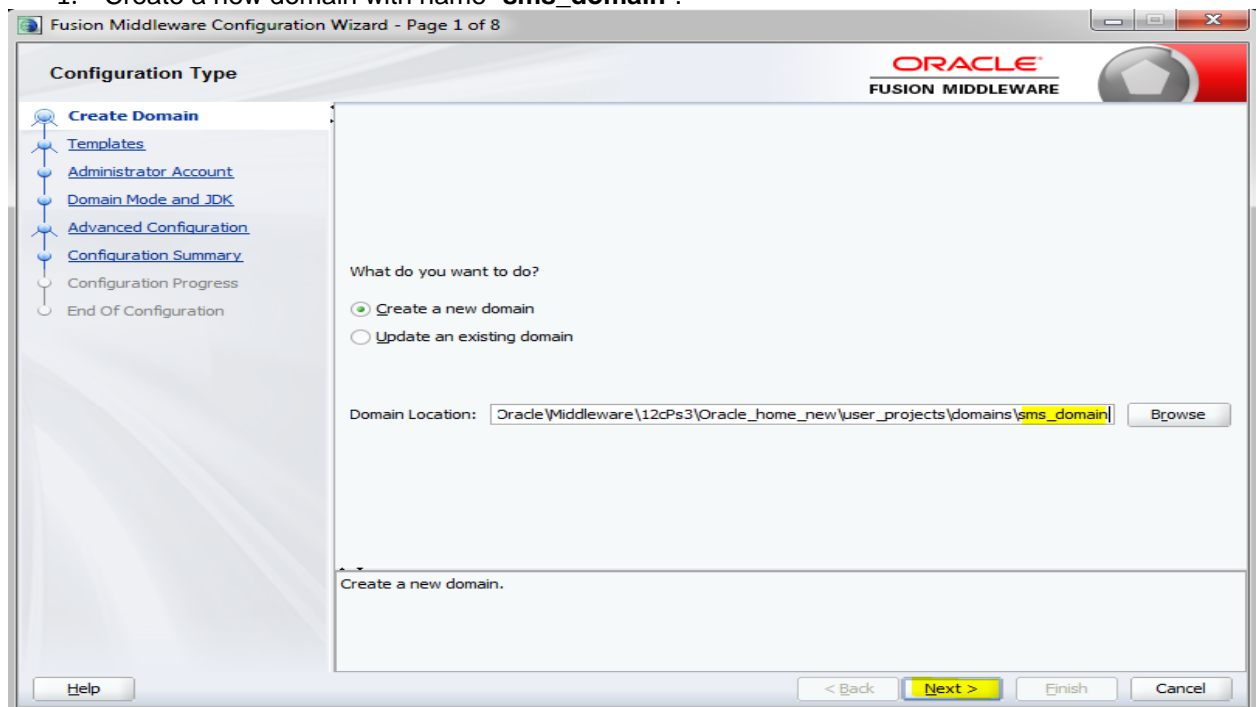 1. Create a new domain with name "sms_domain".
Fusion Middleware Configuration Wizard - Page 1 of 8
Configuration Type
ORACLE
FUSION MIDDLEWARE
Create Domain
Templates
Administrator Account
Domain Mode and JDK
Advanced Configuration
Configuration Summary
Configuration Progress
End Of Configuration
What do you want to do?
Create a new domain
Update an existing domain
Domain Location: Oracle\Middleware\12cPs3\Oracle_home_new\user_projects\domains\sms_domain Browse
Create a new domain.
Help < Back Next > Finish Cancel